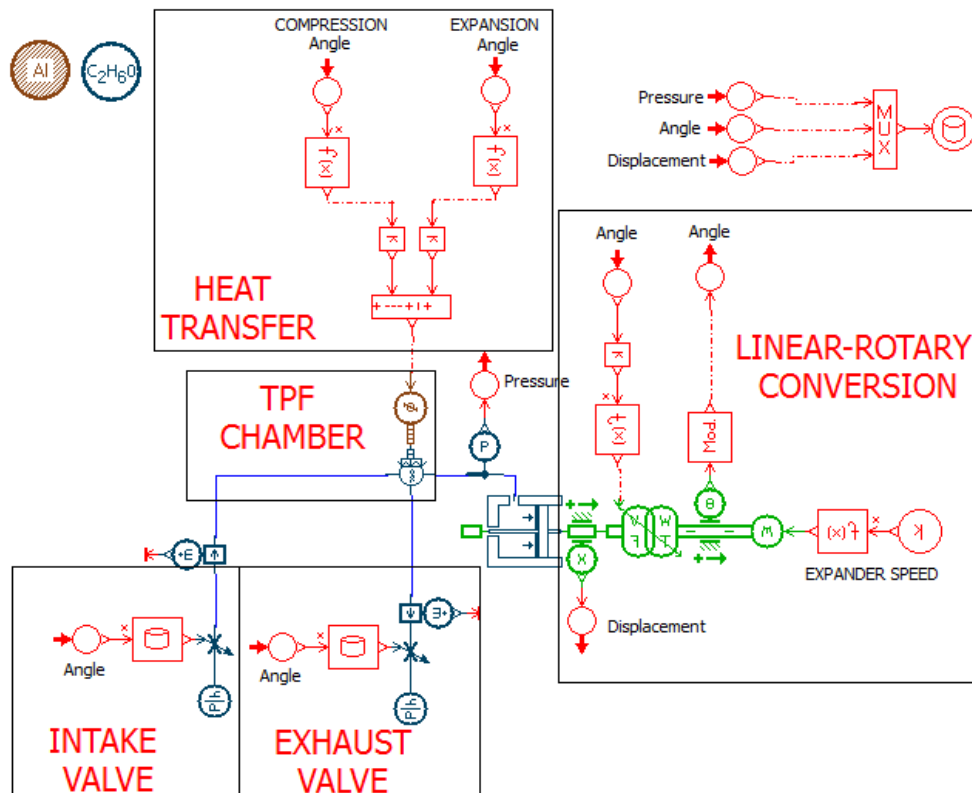 COMPRESSION
Angle
EXPANSION
Angle
Al
C2H6O
x
f(x)
x
f(x)
K
K
+ --- + I +
HEAT
TRANSFER
Pressure
Angle
Displacement
MUX
Angle
Angle
K
x
f(x)
Mod.
LINEAR-ROTARY
CONVERSION
Pressure
P
TPF
CHAMBER
+
V
F
W
T
θ
+
X
W
f(x)
x
K
EXPANDER SPEED
Displacement
Angle
x
P|h
INTAKE
VALVE
Angle
x
P|h
EXHAUST
VALVE